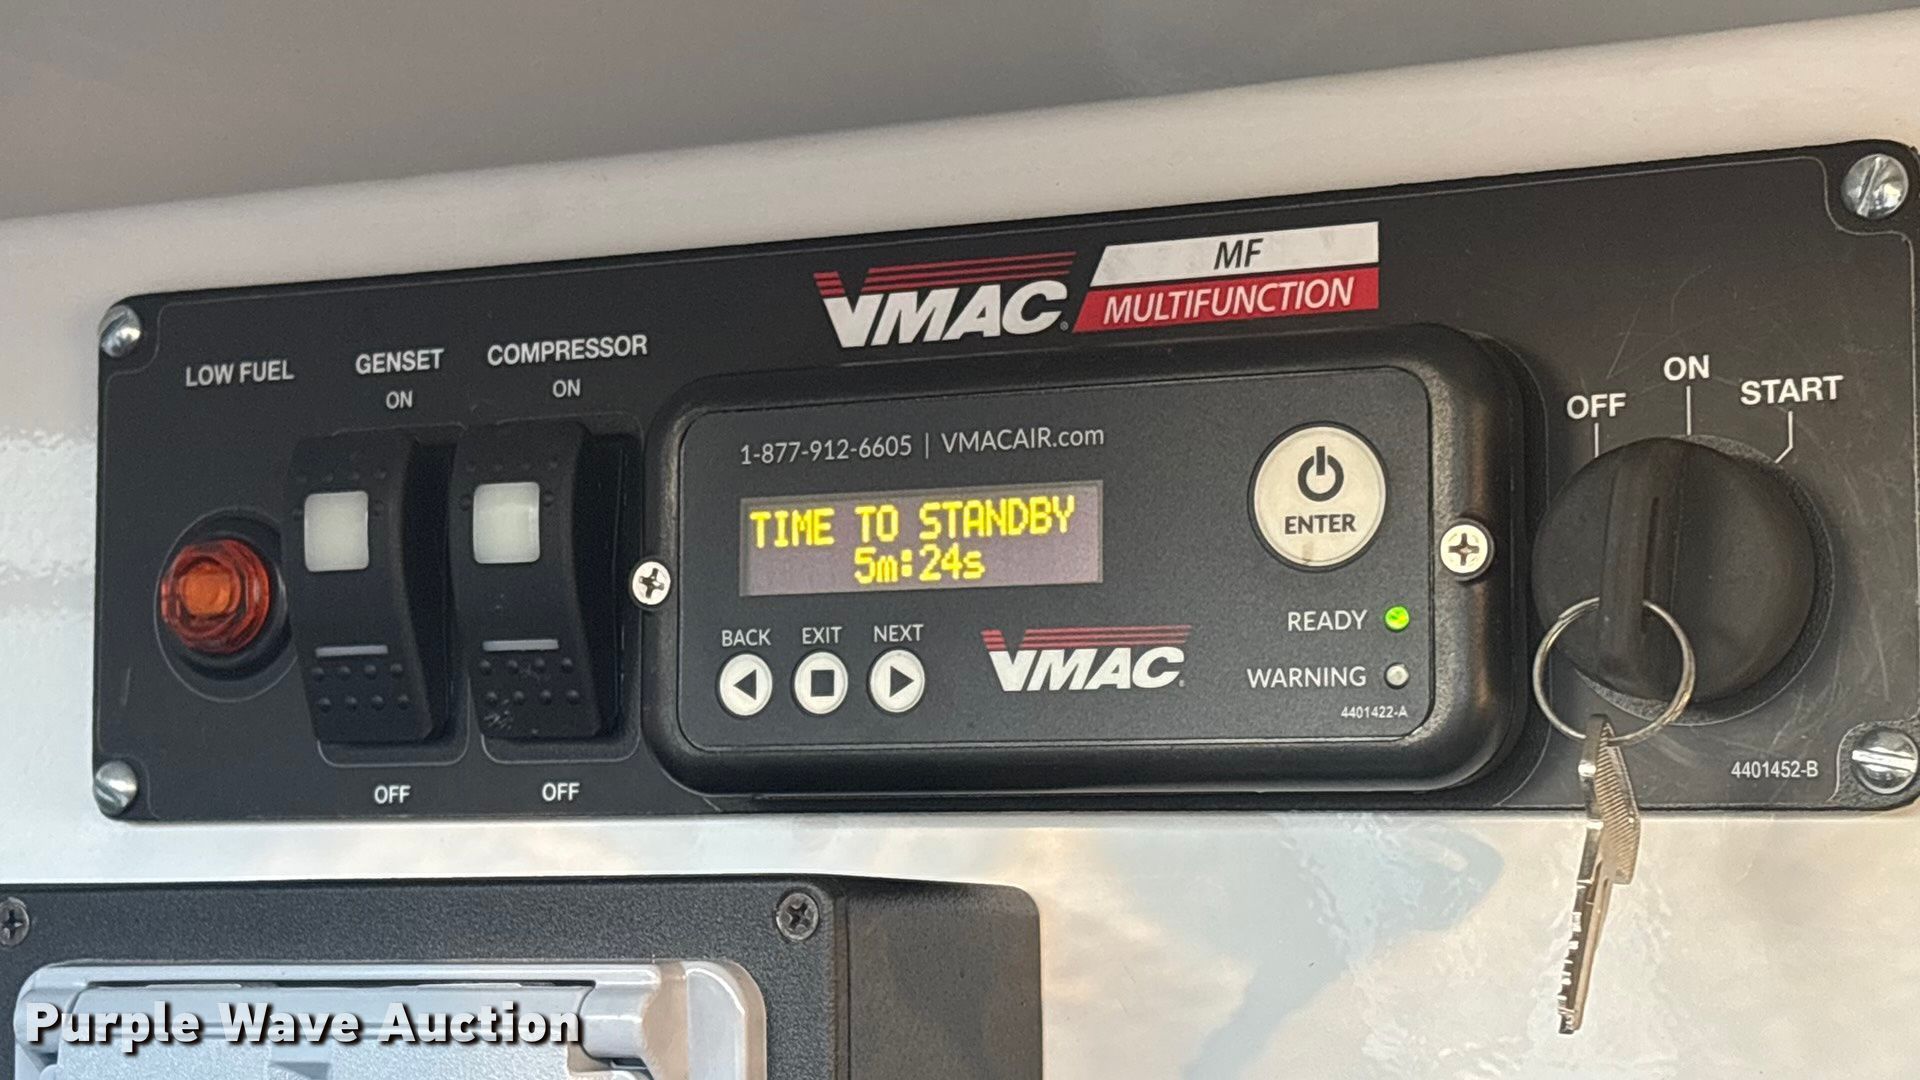 VMAC®
MF
MULTIFUNCTION
LOW FUEL
GENSET
ON
COMPRESSOR
ON
OFF
ON
START
1-877-912-6605 | VMACAIR.com
TIME TO STANDBY
5m:24s
ENTER
BACK
EXIT
NEXT
VMAC
READY
WARNING
4401422-A
4401452-B
OFF
OFF
Purple Wave Auction